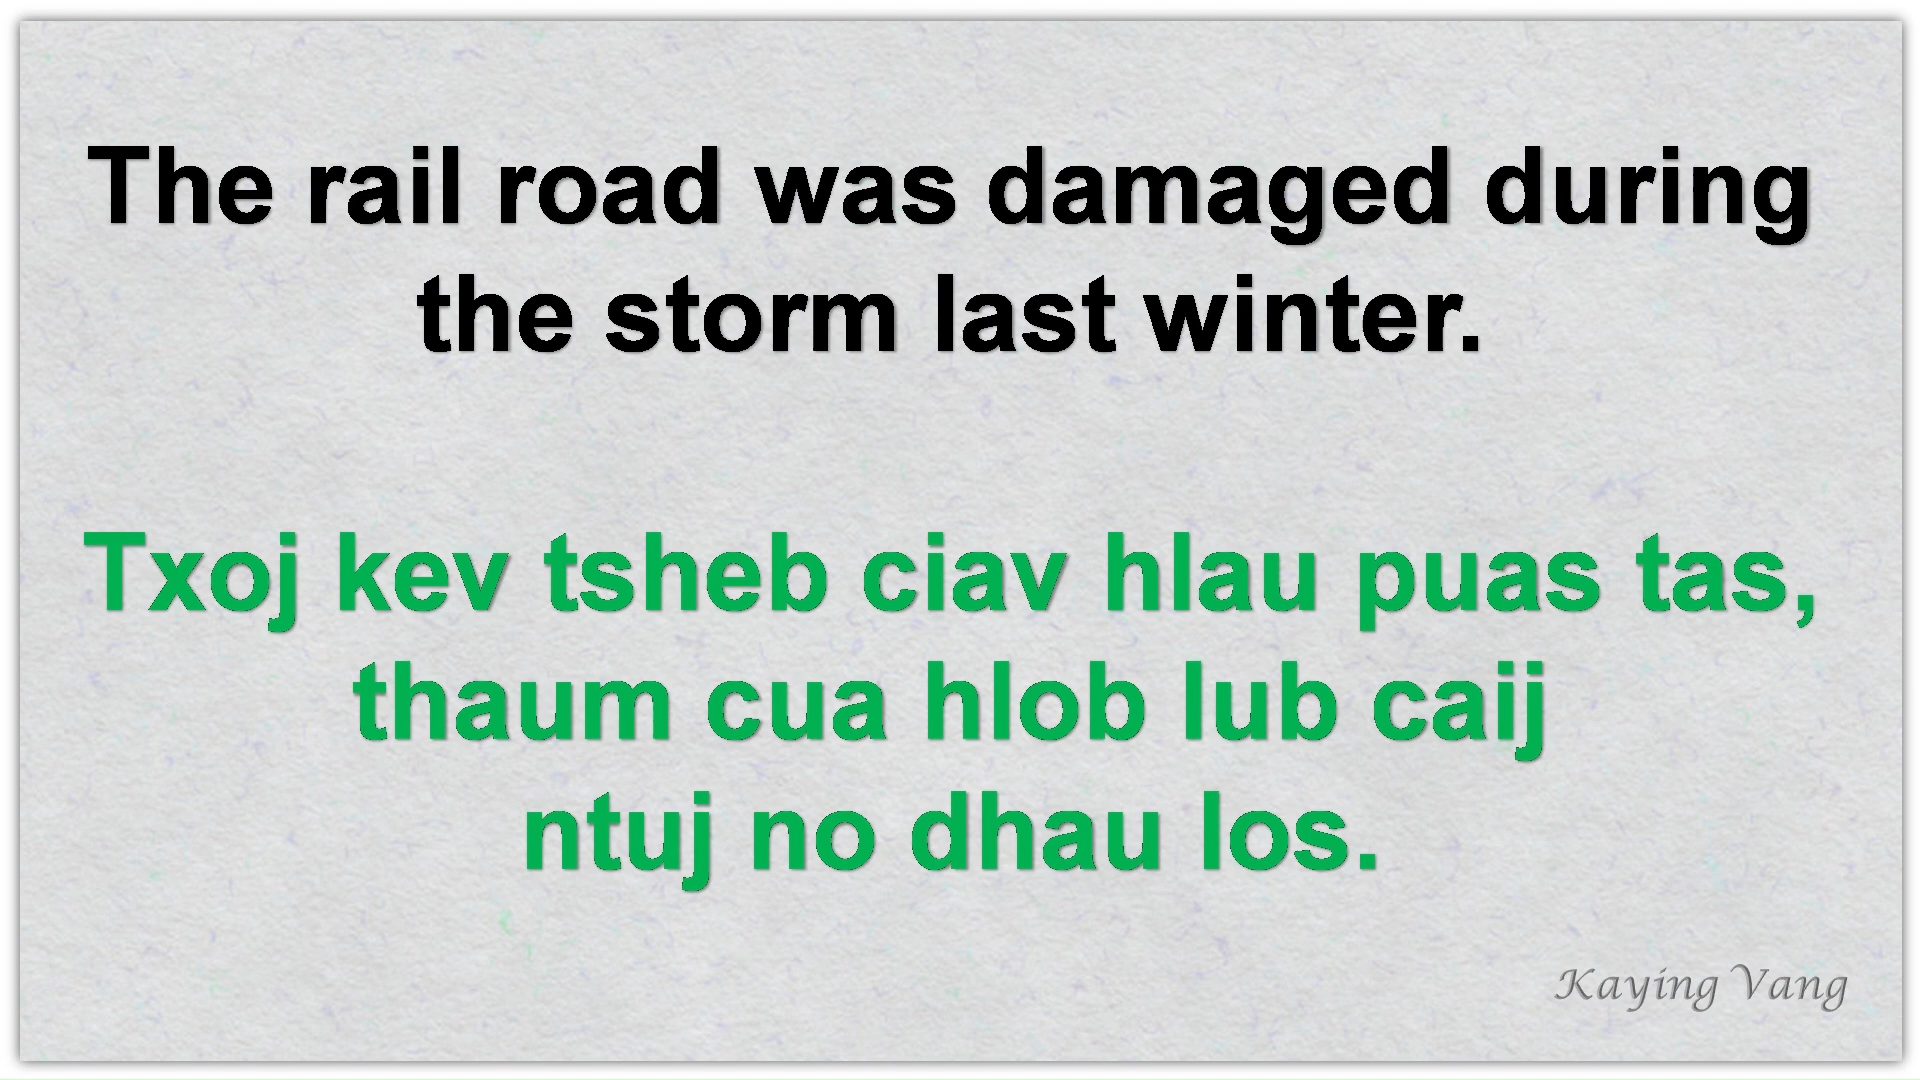 The rail road was damaged during
the storm last winter.
Txoj kev tsheb ciav hlau puas tas,
thaum cua hlob lub caij
ntuj no dhau los.
Kaying Vang